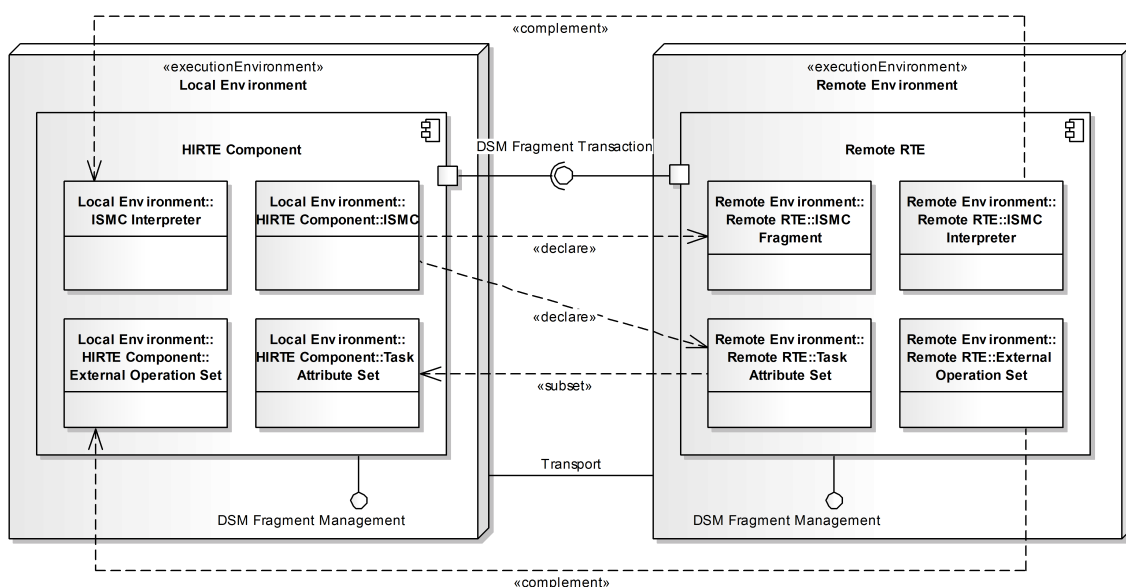 «complement»
«executionEnvironment»
Local Environment
«executionEnvironment»
Remote Environment
HIRTE Component
DSM Fragment Transaction
Remote RTE
Local Environment::
ISMC Interpreter
Local Environment::
HIRTE Component::ISMC
Remote Environment::
Remote RTE::ISMC
Fragment
Remote Environment::
Remote RTE::ISMC
Interpreter
«declare»
«declare»
Local Environment::
HIRTE Component::
External Operation Set
Local Environment::
HIRTE Component::Task
Attribute Set
Remote Environment::
Remote RTE::Task
Attribute Set
Remote Environment::
Remote RTE::External
Operation Set
«subset»
Transport
DSM Fragment Management
DSM Fragment Management
«complement»